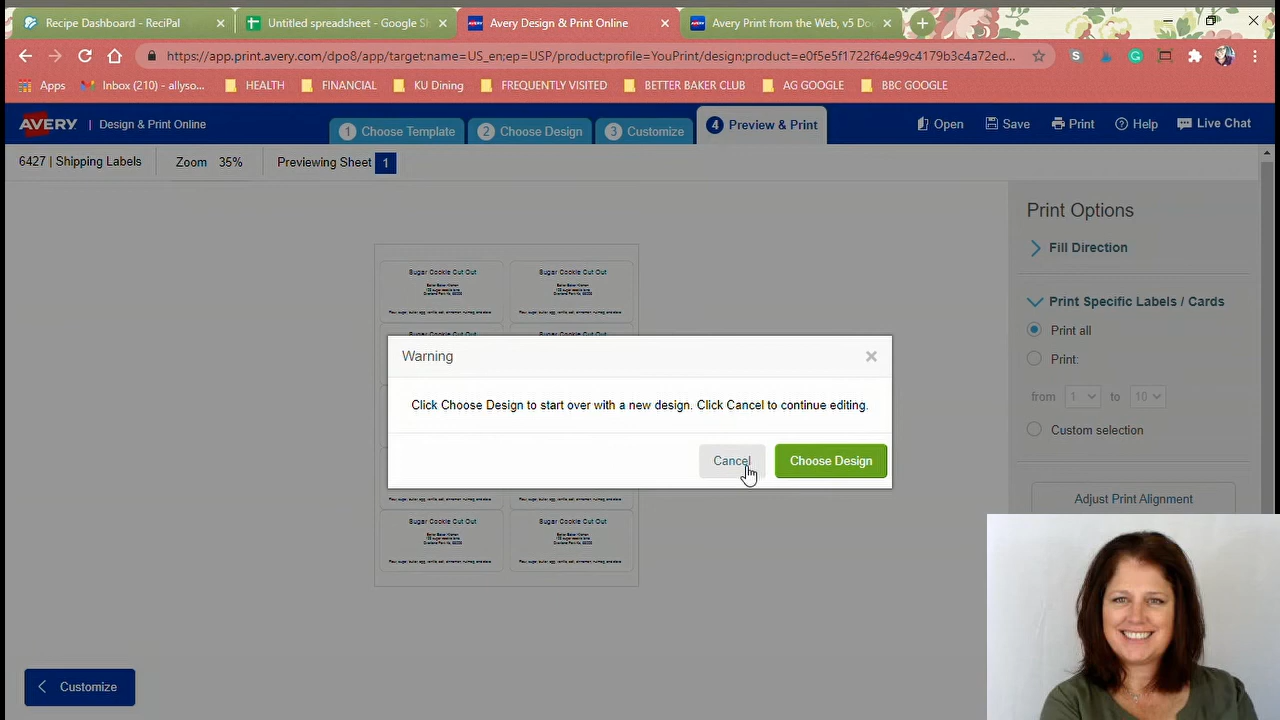 Recipe Dashboard - ReciPal
Untitled spreadsheet - Google Sh
Avery Design & Print Online
Avery Print from the Web, v5 Doc
https://app.print.avery.com/dpo8/app/target:name=US_en;ep=USP/product:profile=YouPrint/design:product=e0f5e5f1722f64e99c4179b3c4a72ed...
Apps
Inbox (210) - allyso...
HEALTH
FINANCIAL
KU Dining
FREQUENTLY VISITED
BETTER BAKER CLUB
AG GOOGLE
BBC GOOGLE
AVERY
Design & Print Online
1 Choose Template
2 Choose Design
3 Customize
4 Preview & Print
Open
Save
Print
Help
Live Chat
6427 | Shipping Labels
Zoom 35%
Previewing Sheet 1
Print Options
Fill Direction
Print Specific Labels / Cards
Print all
Print:
from 1 to 10
Custom selection
Adjust Print Alignment
Sugar Cookie Cut Out
Sugar Cookie Cut Out
Warning
Click Choose Design to start over with a new design. Click Cancel to continue editing.
Cancel
Choose Design
Sugar Cookie Cut Out
Sugar Cookie Cut Out
Customize